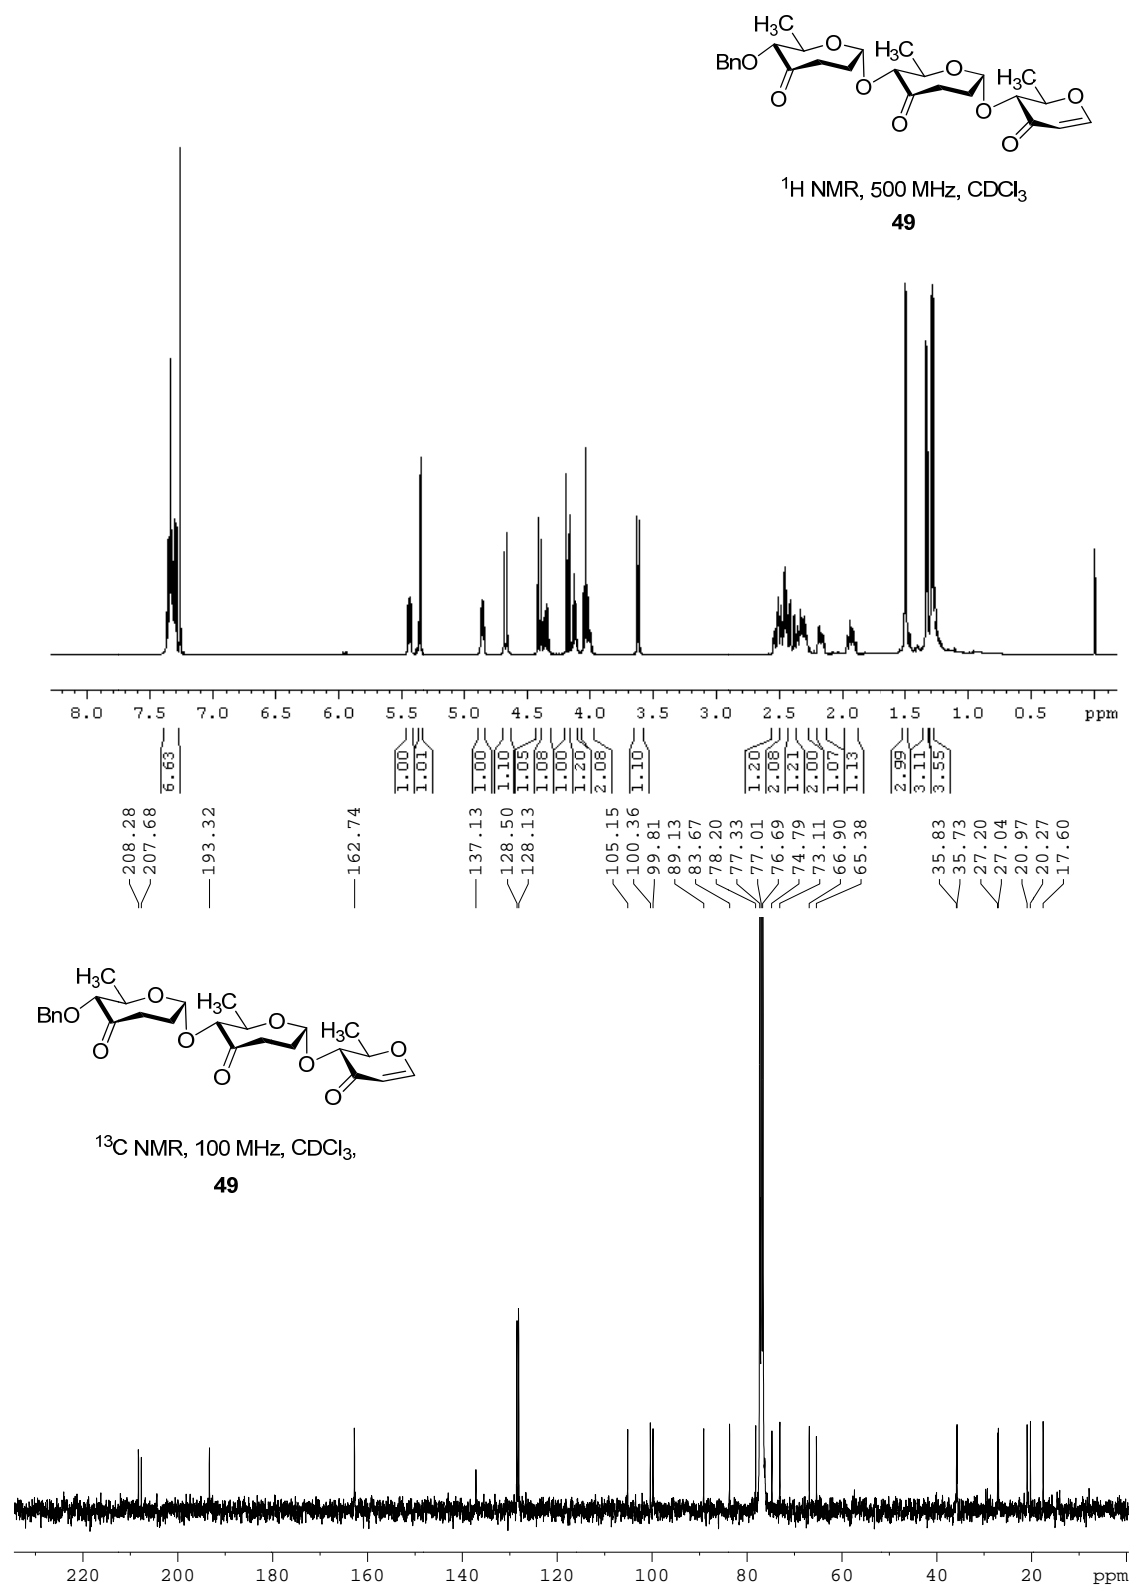 H₃C
O
BnO
O
O
H₃C
O
O
O
H₃C
O
O
¹H NMR, 500 MHz, CDCl₃
49
8.0 7.5 7.0 6.5 6.0 5.5 5.0 4.5 4.0 3.5 3.0 2.5 2.0 1.5 1.0 0.5 ppm
6.63 1.00 1.01 1.00 1.10 1.05 1.08 1.00 1.20 2.08 1.10 1.20 2.08 1.21 2.00 1.07 1.13 2.99 3.11 3.55
208.28 207.68 193.32 162.74 137.13 128.50 128.13 105.15 100.36 99.81 89.13 83.67 78.20 77.33 77.01 76.69 74.79 73.11 66.90 65.38 35.83 35.73 27.20 27.04 20.97 20.27 17.60
H₃C
O
BnO
O
O
H₃C
O
O
O
H₃C
O
O
¹³C NMR, 100 MHz, CDCl₃,
49
220 200 180 160 140 120 100 80 60 40 20 ppm